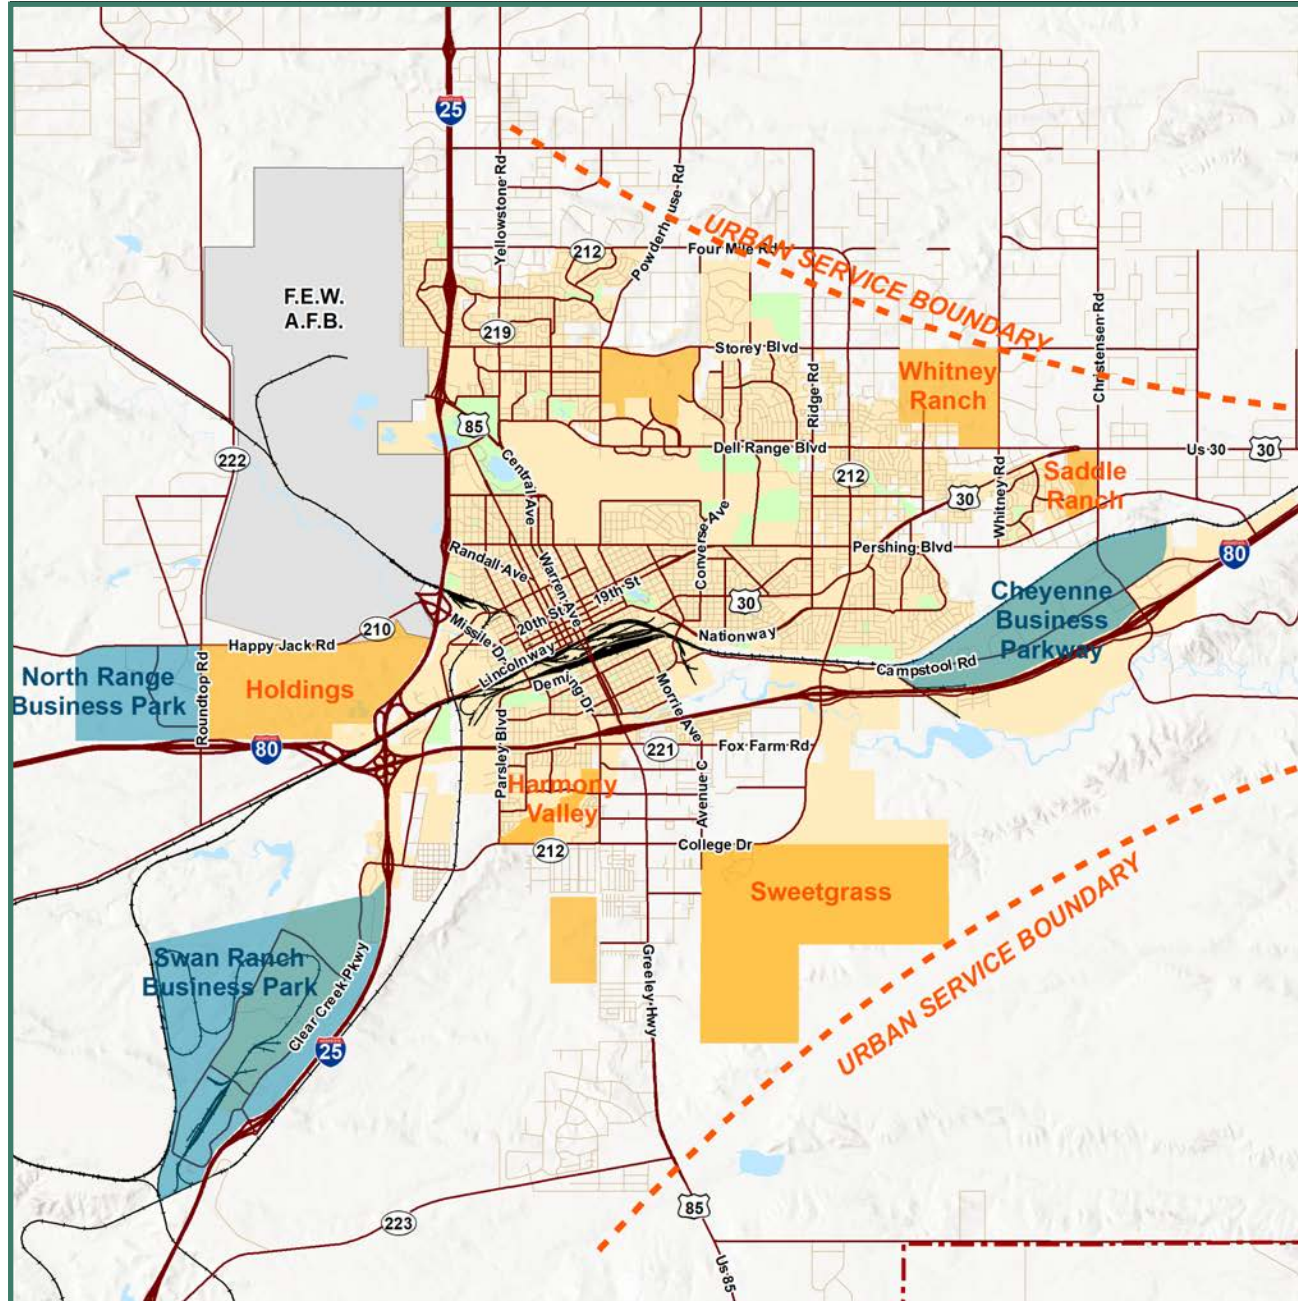 25
Yellowstone Rd
Powderhouse Rd
URBAN SERVICE BOUNDARY
212
Four Mile Rd
F.E.W.
A.F.B.
Christensen Rd
219
Storey Blvd
Ridge Rd
Whitney
Ranch
85
Dell Range Blvd
Us 30
30
222
Central Ave
212
Saddle
Ranch
30
Whitney Rd
Converse Ave
Randall Ave
Warren Ave
Pershing Blvd
80
19th St
20th St
30
Cheyenne
Business
Parkway
210
Happy Jack Rd
Missile Dr
Lincolnway
Nationway
Campstool Rd
North Range
Business Park
Roundtop Rd
Holdings
Deming Dr
Morrie Ave
80
Parsley Blvd
221
Fox Farm Rd
Harmony
Valley
Avenue C
212
College Dr
Sweetgrass
URBAN SERVICE BOUNDARY
Swan Ranch
Business Park
Clear Creek Pkwy
Greeley Hwy
25
223
85
Us 85